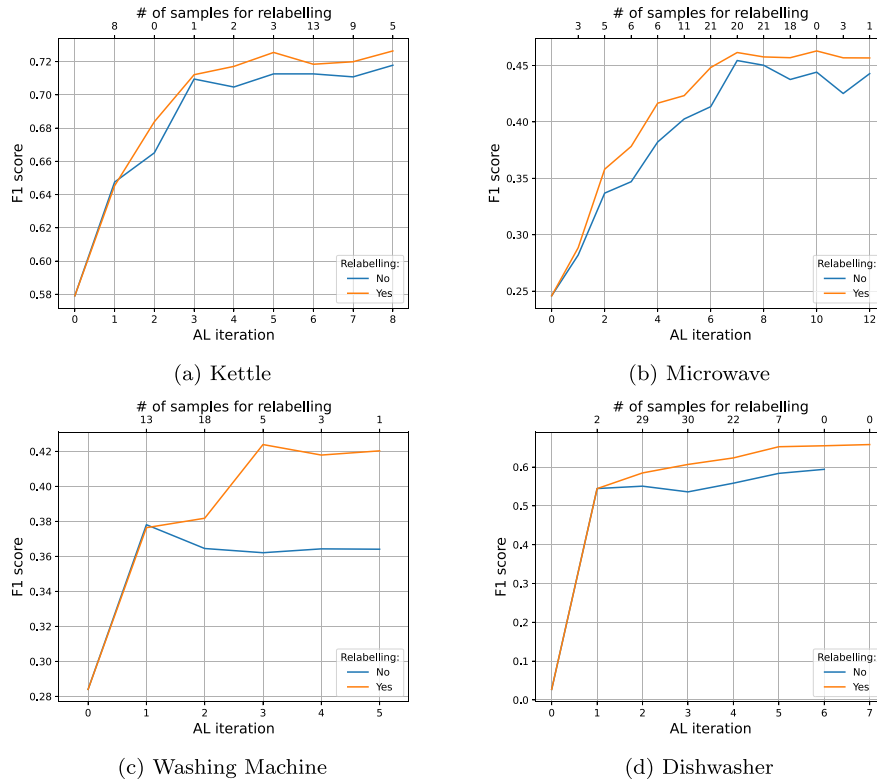 # of samples for relabelling
8 0 1 2 3 13 9 5
0.72
0.70
0.68
0.66
0.64
0.62
0.60
0.58
F1 score
Relabelling:
No
Yes
0 1 2 3 4 5 6 7 8
AL iteration
(a) Kettle
# of samples for relabelling
3 5 6 6 11 21 20 21 18 0 3 1
0.45
0.40
0.35
0.30
0.25
F1 score
Relabelling:
No
Yes
0 2 4 6 8 10 12
AL iteration
(b) Microwave
# of samples for relabelling
13 18 5 3 1
0.42
0.40
0.38
0.36
0.34
0.32
0.30
0.28
F1 score
Relabelling:
No
Yes
0 1 2 3 4 5
AL iteration
(c) Washing Machine
# of samples for relabelling
2 29 30 22 7 0 0
0.6
0.5
0.4
0.3
0.2
0.1
0.0
F1 score
Relabelling:
No
Yes
0 1 2 3 4 5 6 7
AL iteration
(d) Dishwasher